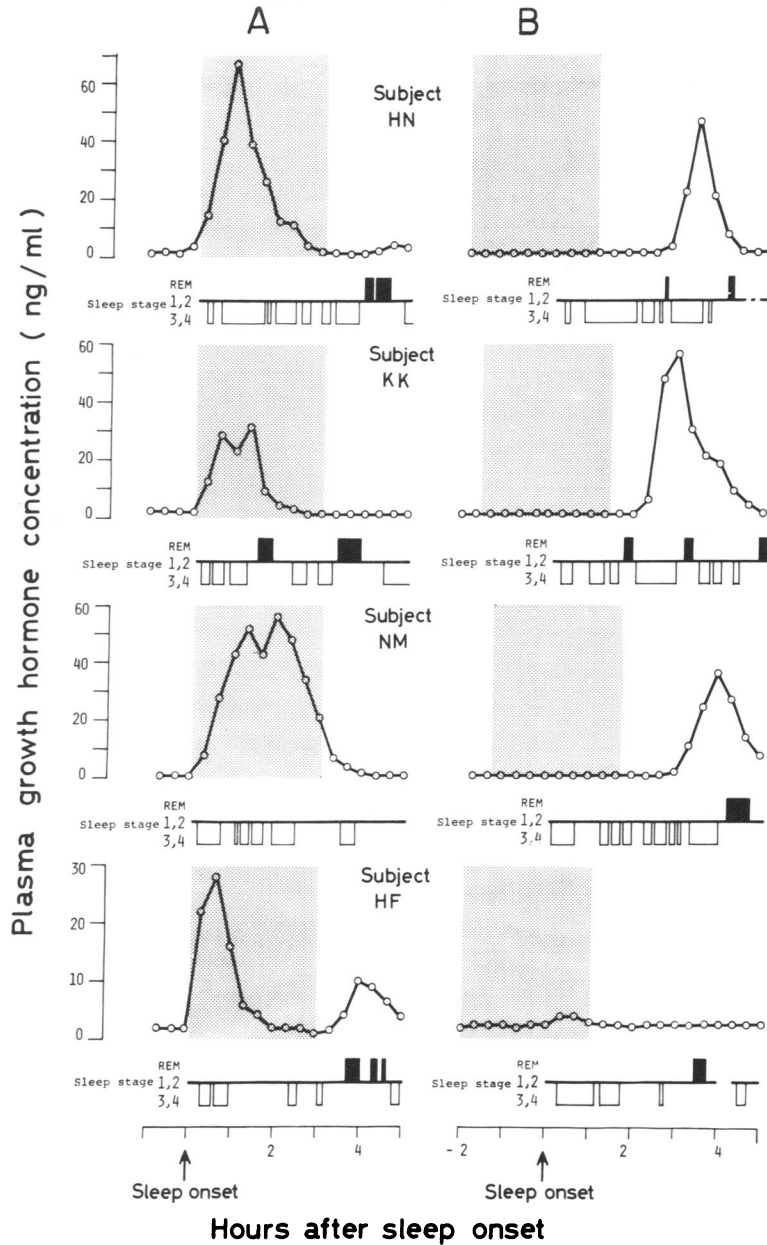 A B
Plasma growth hormone concentration ( ng/ml )
60
40
20
0
Subject
HN
REM
Sleep stage 1,2
3,4
REM
Sleep stage 1,2
3,4
60
40
20
0
Subject
KK
REM
Sleep stage 1,2
3,4
REM
Sleep stage 1,2
3,4
60
40
20
0
Subject
NM
REM
Sleep stage 1,2
3,4
REM
Sleep stage 1,2
3,4
30
20
10
0
Subject
HF
REM
Sleep stage 1,2
3,4
REM
Sleep stage 1,2
3,4
0 2 4
-2 0 2 4
Sleep onset
Sleep onset
Hours after sleep onset